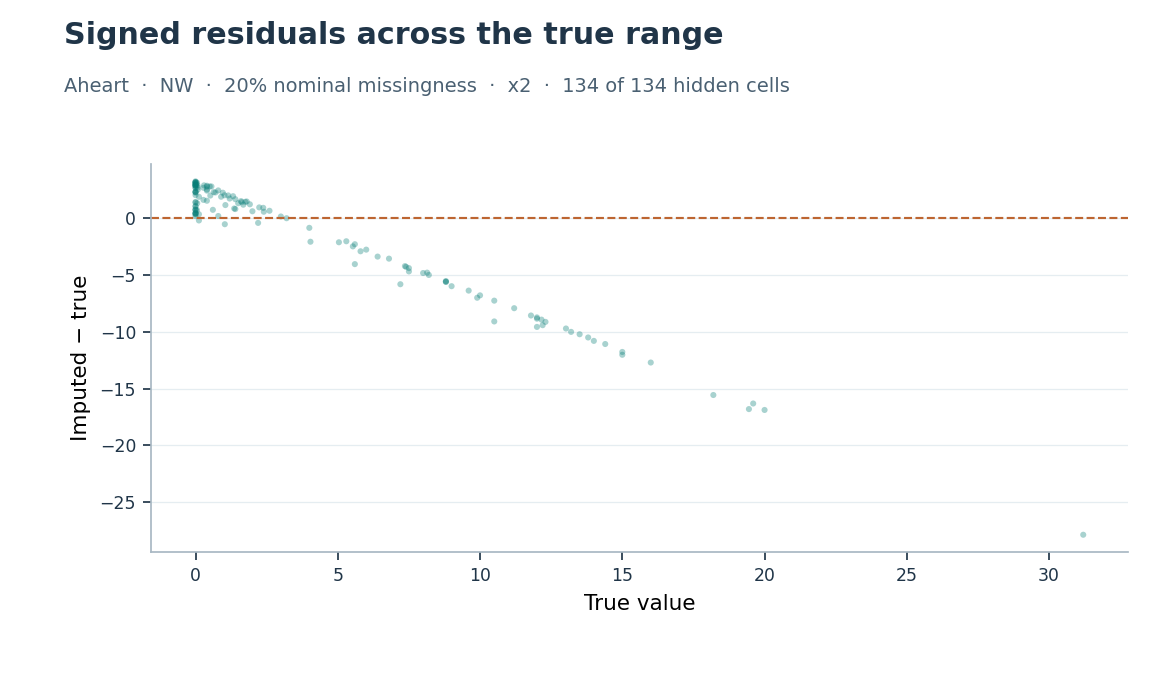 Signed residuals across the true range
Aheart · NW · 20% nominal missingness · x2 · 134 of 134 hidden cells
Imputed − true
0
−5
−10
−15
−20
−25
0 5 10 15 20 25 30
True value